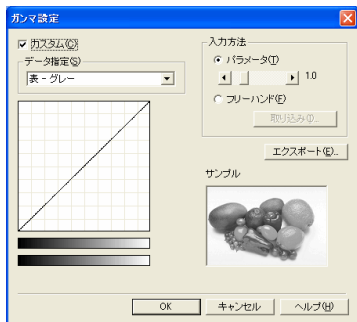 ガンマ設定
カスタム(C)
データ指定(S)
表 - グレー
入力方法
パラメータ(T)
1.0
フリーハンド(F)
取り込み(I)...
エクスポート(E)...
サンプル
OK
キャンセル
ヘルプ(H)